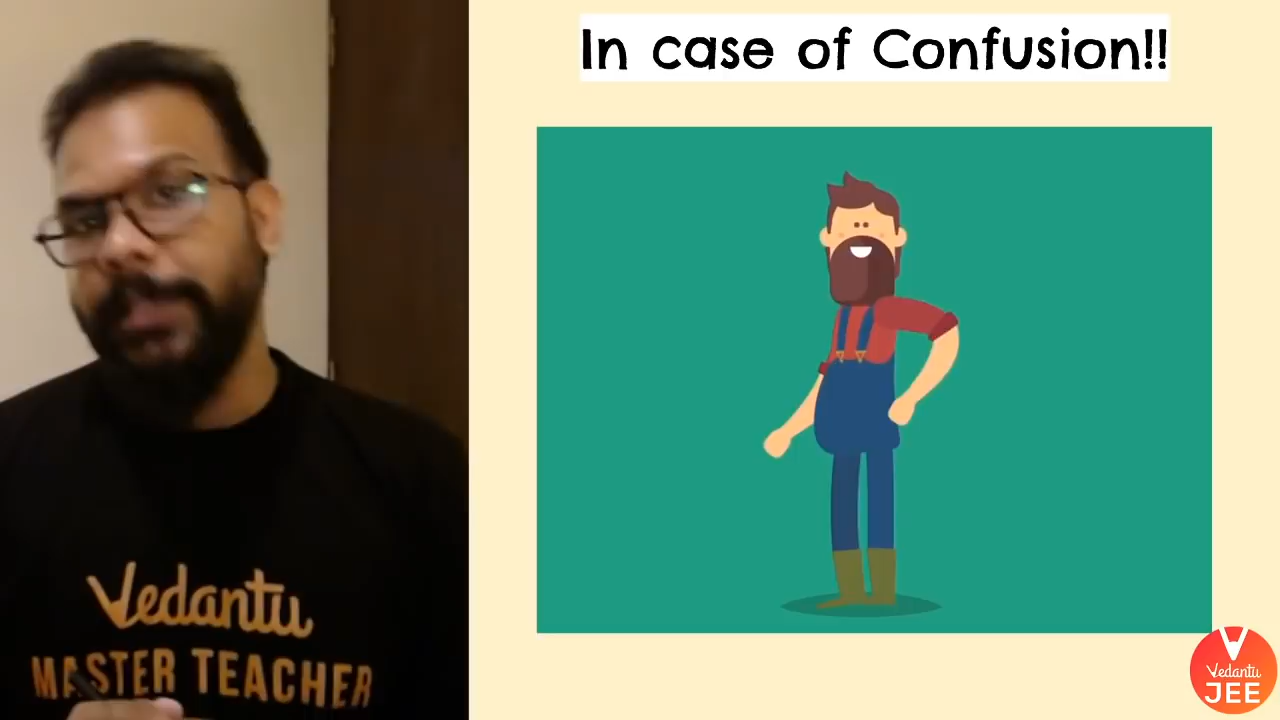 In case of Confusion!!
Vedantu
MASTER TEACHER
Vedantu
JEE